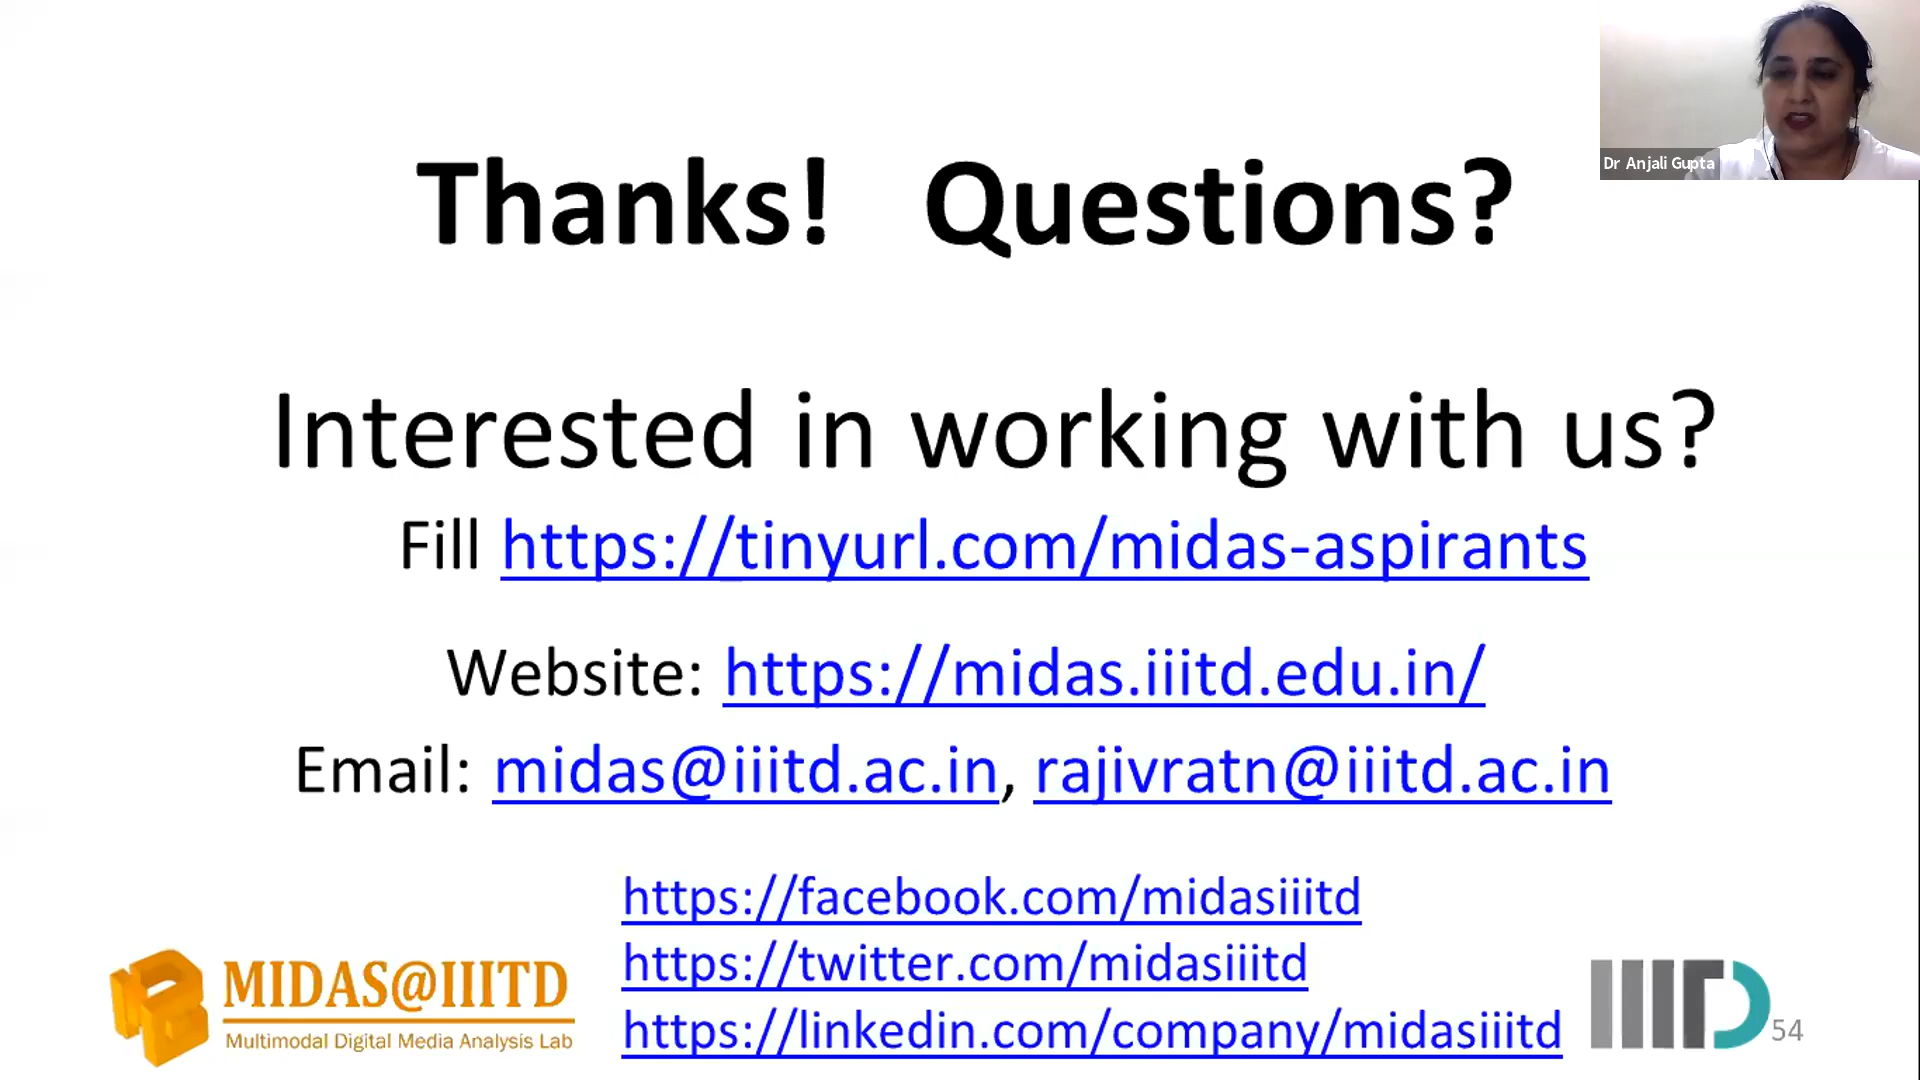 Dr Anjali Gupta
Thanks! Questions?
Interested in working with us?
Fill https://tinyurl.com/midas-aspirants
Website: https://midas.iiitd.edu.in/
Email: midas@iiitd.ac.in, rajivratn@iiitd.ac.in
https://facebook.com/midasiiitd
https://twitter.com/midasiiitd
https://linkedin.com/company/midasiiitd
MIDAS@IIITD
Multimodal Digital Media Analysis Lab
IIITD
54